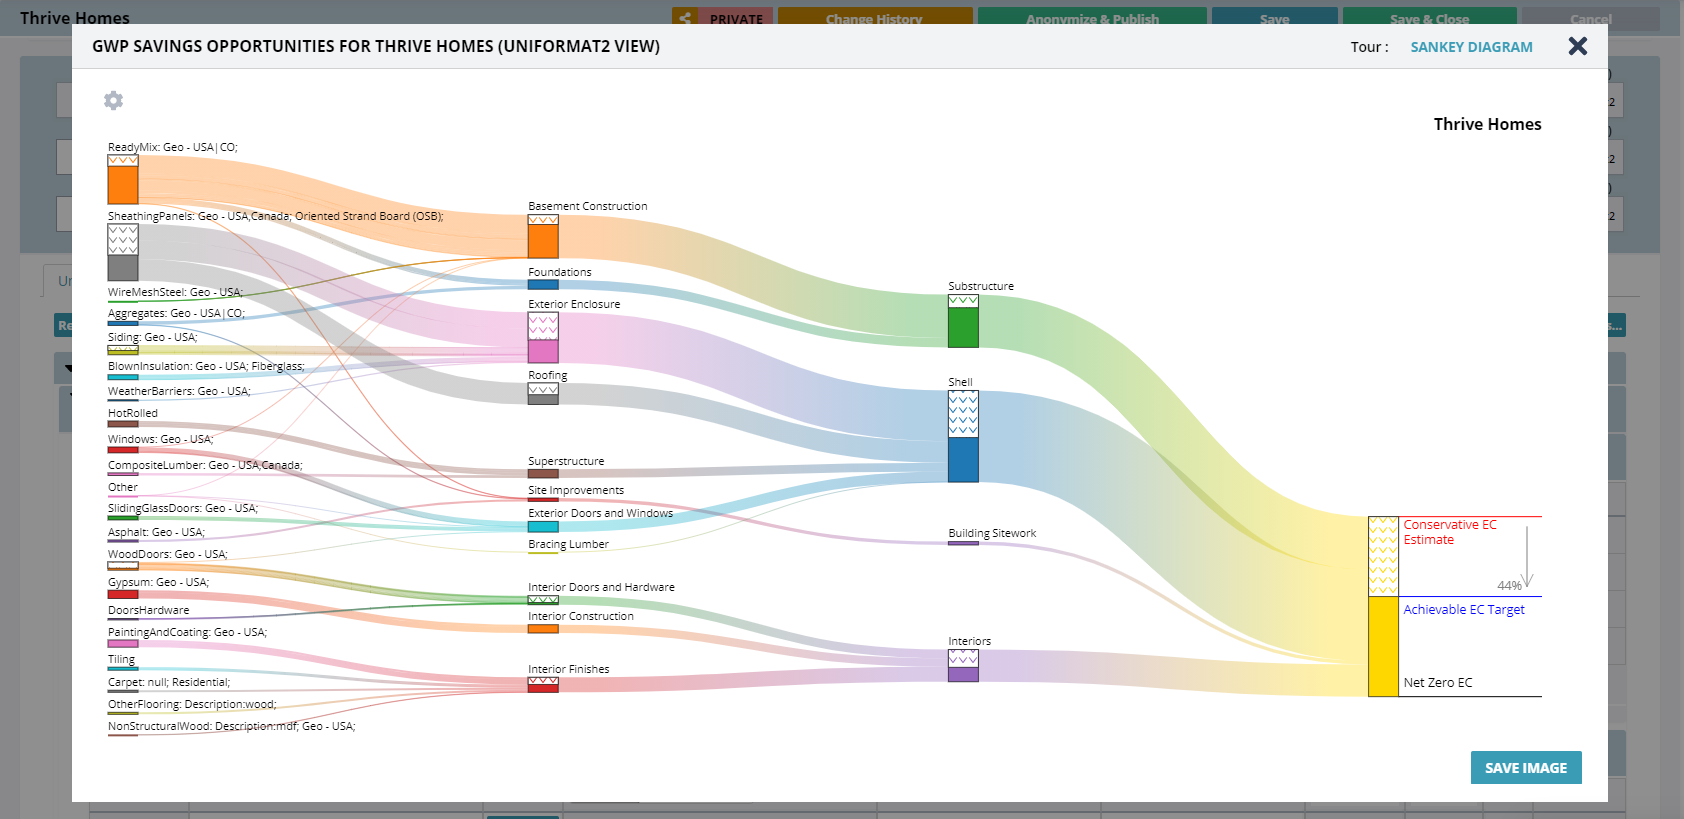 Thrive Homes
PRIVATE
Change History
Anonymize & Publish
Save
Save & Close
Cancel
GWP SAVINGS OPPORTUNITIES FOR THRIVE HOMES (UNIFORMAT2 VIEW)
Tour :
SANKEY DIAGRAM
Thrive Homes
ReadyMix: Geo - USA|CO;
SheathingPanels: Geo - USA,Canada; Oriented Strand Board (OSB);
WireMeshSteel: Geo - USA;
Aggregates: Geo - USA|CO;
Siding: Geo - USA;
BlownInsulation: Geo - USA; Fiberglass;
WeatherBarriers: Geo - USA;
HotRolled
Windows: Geo - USA;
CompositeLumber: Geo - USA,Canada;
Other
SlidingGlassDoors: Geo - USA;
Asphalt: Geo - USA;
WoodDoors: Geo - USA;
Gypsum: Geo - USA;
DoorsHardware
PaintingAndCoating: Geo - USA;
Tiling
Carpet: null; Residential;
OtherFlooring: Description:wood;
NonStructuralWood: Description:mdf; Geo - USA;
Basement Construction
Foundations
Exterior Enclosure
Roofing
Superstructure
Site Improvements
Exterior Doors and Windows
Bracing Lumber
Interior Doors and Hardware
Interior Construction
Interior Finishes
Substructure
Shell
Building Sitework
Interiors
Conservative EC
Estimate
44%
Achievable EC Target
Net Zero EC
SAVE IMAGE